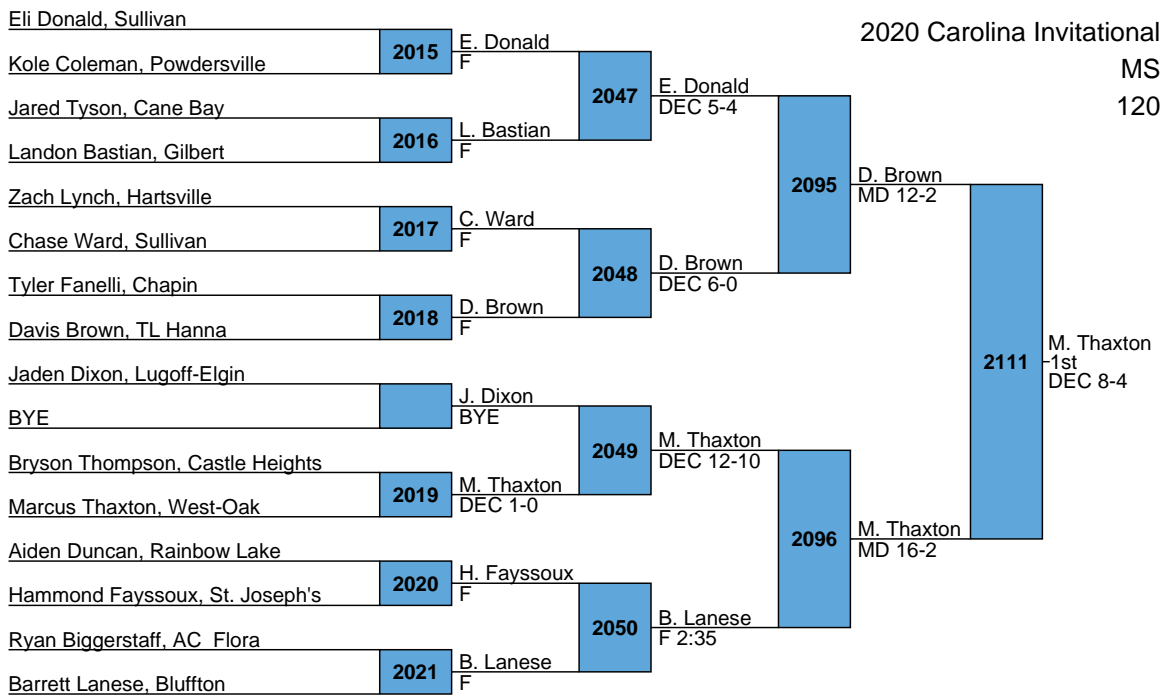 2020 Carolina Invitational
MS
120
Eli Donald, Sullivan
Kole Coleman, Powdersville
Jared Tyson, Cane Bay
Landon Bastian, Gilbert
Zach Lynch, Hartsville
Chase Ward, Sullivan
Tyler Fanelli, Chapin
Davis Brown, TL Hanna
Jaden Dixon, Lugoff-Elgin
BYE
Bryson Thompson, Castle Heights
Marcus Thaxton, West-Oak
Aiden Duncan, Rainbow Lake
Hammond Fayssoux, St. Joseph's
Ryan Biggerstaff, AC  Flora
Barrett Lanese, Bluffton
2015
2016
2017
2018
2019
2020
2021
E. Donald
F
L. Bastian
F
C. Ward
F
D. Brown
F
J. Dixon
BYE
M. Thaxton
DEC 1-0
H. Fayssoux
F
B. Lanese
F
2047
2048
2049
2050
E. Donald
DEC 5-4
D. Brown
DEC 6-0
M. Thaxton
DEC 12-10
B. Lanese
F 2:35
2095
2096
D. Brown
MD 12-2
M. Thaxton
MD 16-2
2111
M. Thaxton
1st
DEC 8-4